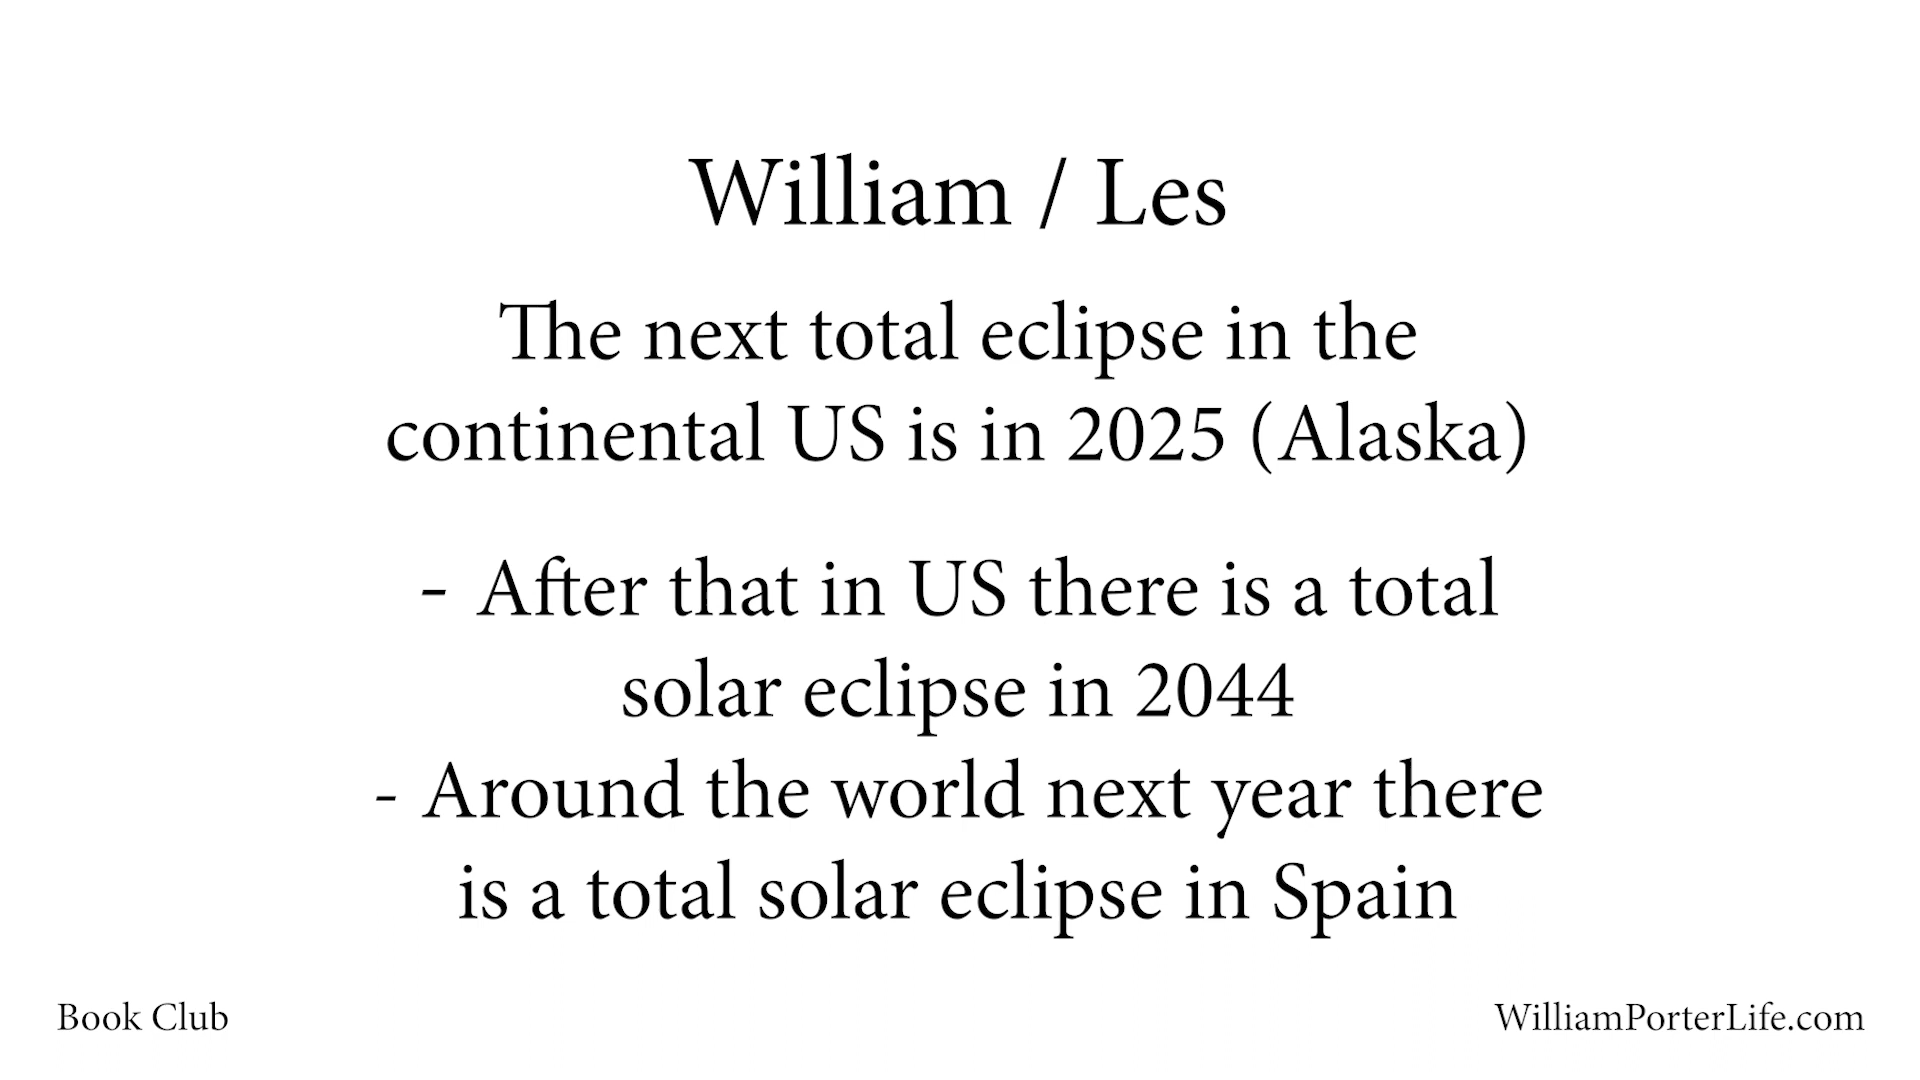 William / Les
The next total eclipse in the
continental US is in 2025 (Alaska)
- After that in US there is a total
solar eclipse in 2044
- Around the world next year there
is a total solar eclipse in Spain
Book Club
WilliamPorterLife.com